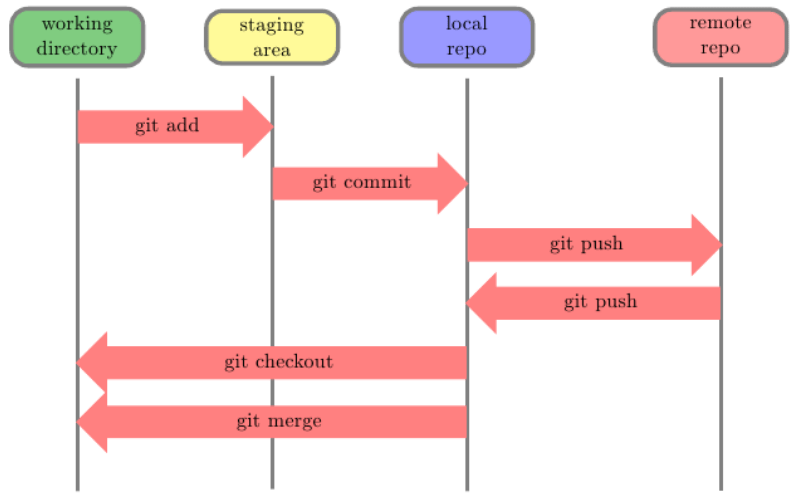 working
directory
staging
area
local
repo
remote
repo
git add
git commit
git push
git push
git checkout
git merge